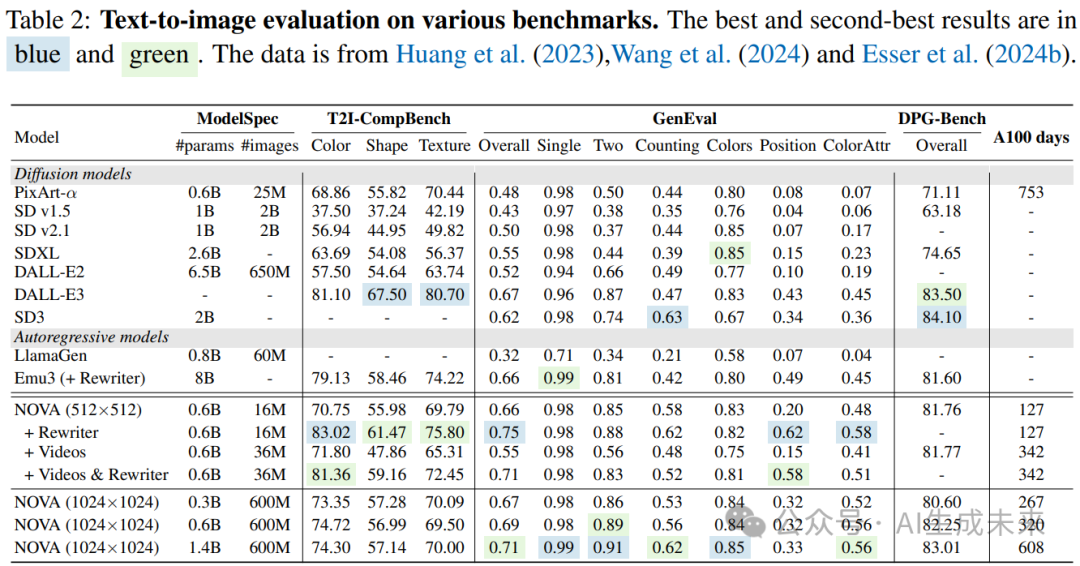 Table 2: Text-to-image evaluation on various benchmarks. The best and second-best results are in
blue and green . The data is from Huang et al. (2023),Wang et al. (2024) and Esser et al. (2024b).
Model ModelSpec T2I-CompBench GenEval DPG-Bench A100 days
#params #images Color Shape Texture Overall Single Two Counting Colors Position ColorAttr Overall
Diffusion models
PixArt-α 0.6B 25M 68.86 55.82 70.44 0.48 0.98 0.50 0.44 0.80 0.08 0.07 71.11 753
SD v1.5 1B 2B 37.50 37.24 42.19 0.43 0.97 0.38 0.35 0.76 0.04 0.06 63.18 -
SD v2.1 1B 2B 56.94 44.95 49.82 0.50 0.98 0.37 0.44 0.85 0.07 0.17 - -
SDXL 2.6B - 63.69 54.08 56.37 0.55 0.98 0.44 0.39 0.85 0.15 0.23 74.65 -
DALL-E2 6.5B 650M 57.50 54.64 63.74 0.52 0.94 0.66 0.49 0.77 0.10 0.19 - -
DALL-E3 - - 81.10 67.50 80.70 0.67 0.96 0.87 0.47 0.83 0.43 0.45 83.50 -
SD3 2B - - - - 0.62 0.98 0.74 0.63 0.67 0.34 0.36 84.10 -
Autoregressive models
LlamaGen 0.8B 60M - - - 0.32 0.71 0.34 0.21 0.58 0.07 0.04 - -
Emu3 (+ Rewriter) 8B - 79.13 58.46 74.22 0.66 0.99 0.81 0.42 0.80 0.49 0.45 81.60 -
NOVA (512×512) 0.6B 16M 70.75 55.98 69.79 0.66 0.98 0.85 0.58 0.83 0.20 0.48 81.76 127
+ Rewriter 0.6B 16M 83.02 61.47 75.80 0.75 0.98 0.88 0.62 0.82 0.62 0.58 - 127
+ Videos 0.6B 36M 71.80 47.86 65.31 0.55 0.98 0.56 0.48 0.75 0.15 0.41 81.77 342
+ Videos & Rewriter 0.6B 36M 81.36 59.16 72.45 0.71 0.98 0.83 0.52 0.81 0.58 0.51 - 342
NOVA (1024×1024) 0.3B 600M 73.35 57.28 70.09 0.67 0.98 0.86 0.53 0.84 0.32 0.52 80.60 267
NOVA (1024×1024) 0.6B 600M 74.72 56.99 69.50 0.69 0.98 0.89 0.56 0.84 0.32 0.56 82.25 320
NOVA (1024×1024) 1.4B 600M 74.30 57.14 70.00 0.71 0.99 0.91 0.62 0.85 0.33 0.56 83.01 608
公众号 · AI生成未来